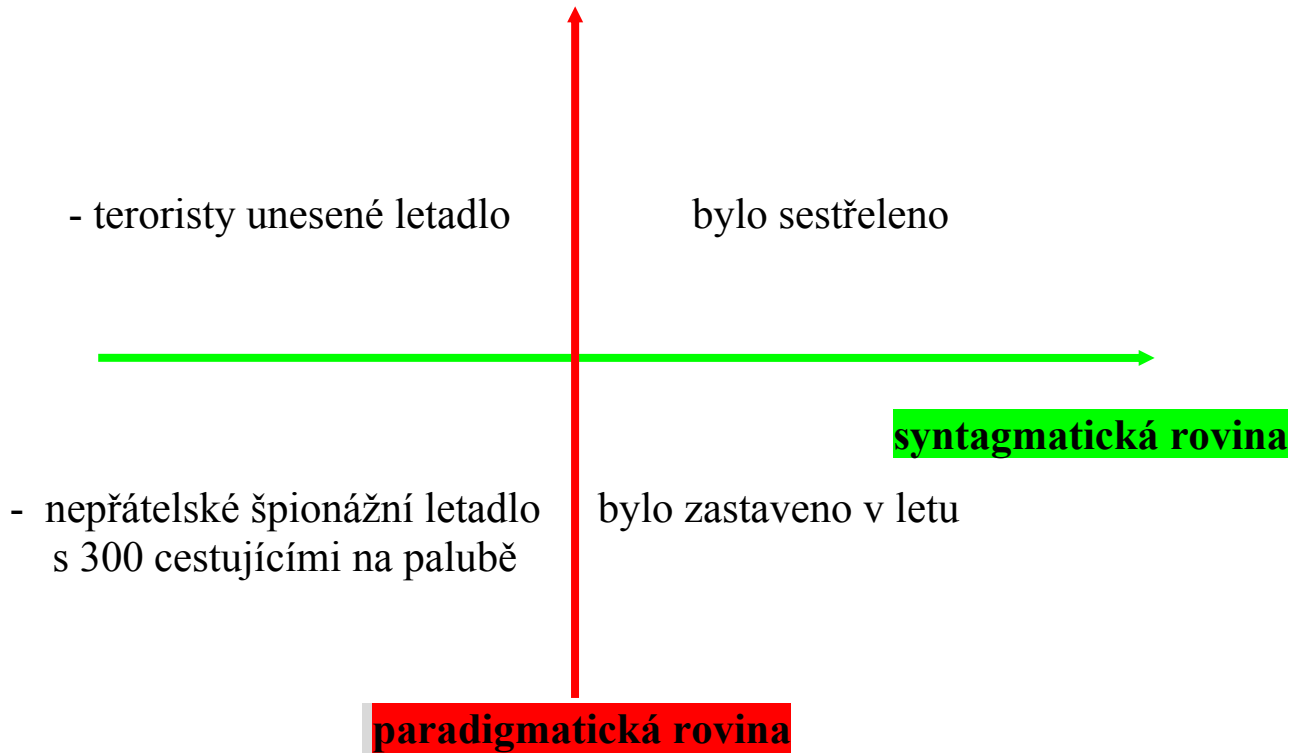 - teroristy unesené letadlo
bylo sestřeleno
syntagmatická rovina
- nepřátelské špionážní letadlo
s 300 cestujícími na palubě
bylo zastaveno v letu
paradigmatická rovina